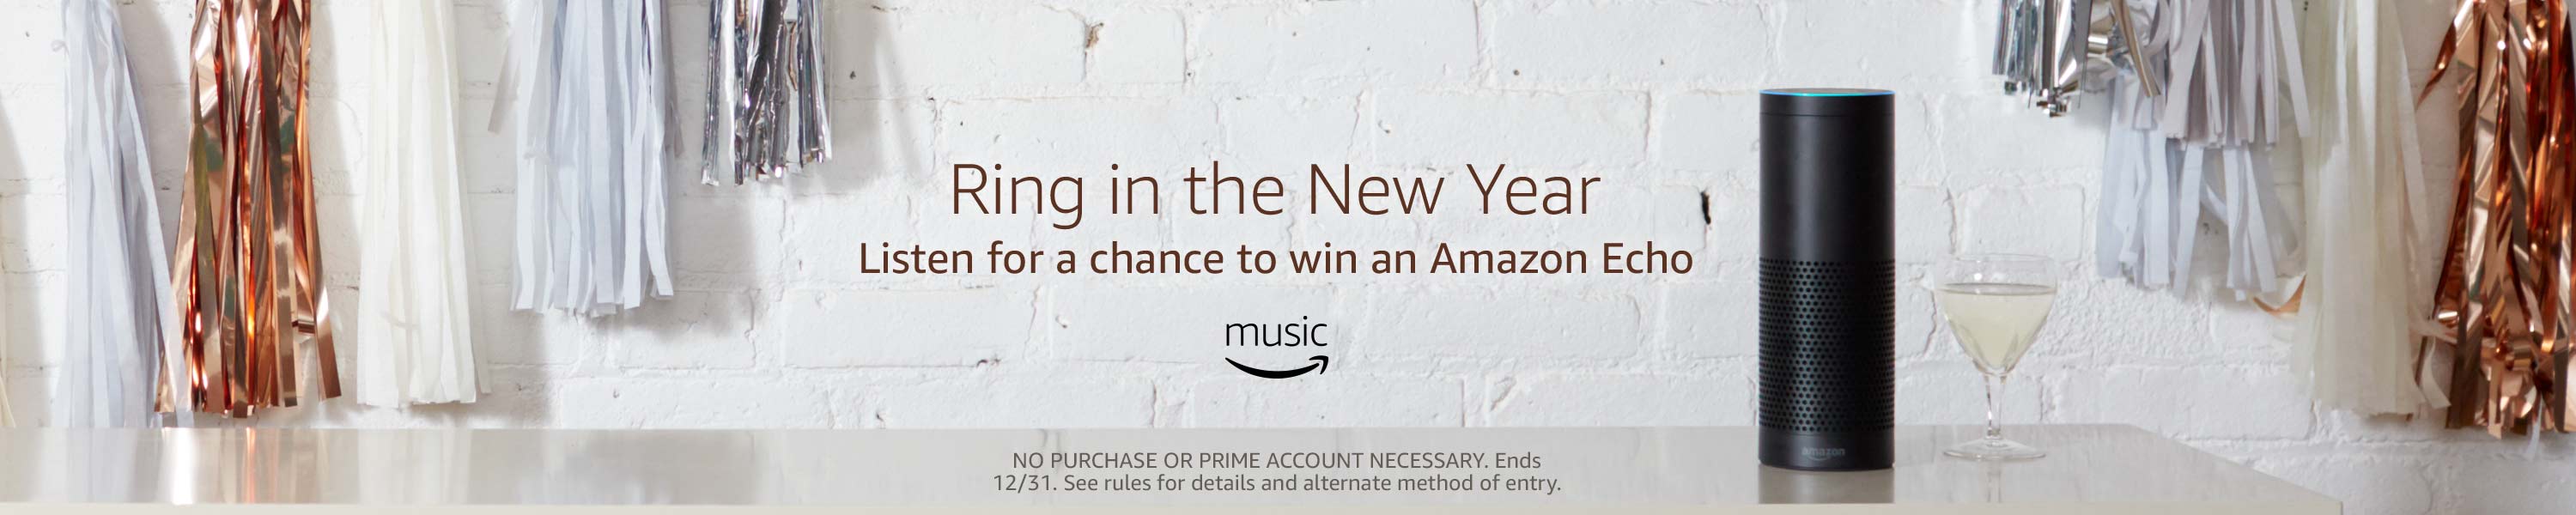 Ring in the New Year
Listen for a chance to win an Amazon Echo
music
amazon
NO PURCHASE OR PRIME ACCOUNT NECESSARY. Ends
12/31. See rules for details and alternate method of entry.